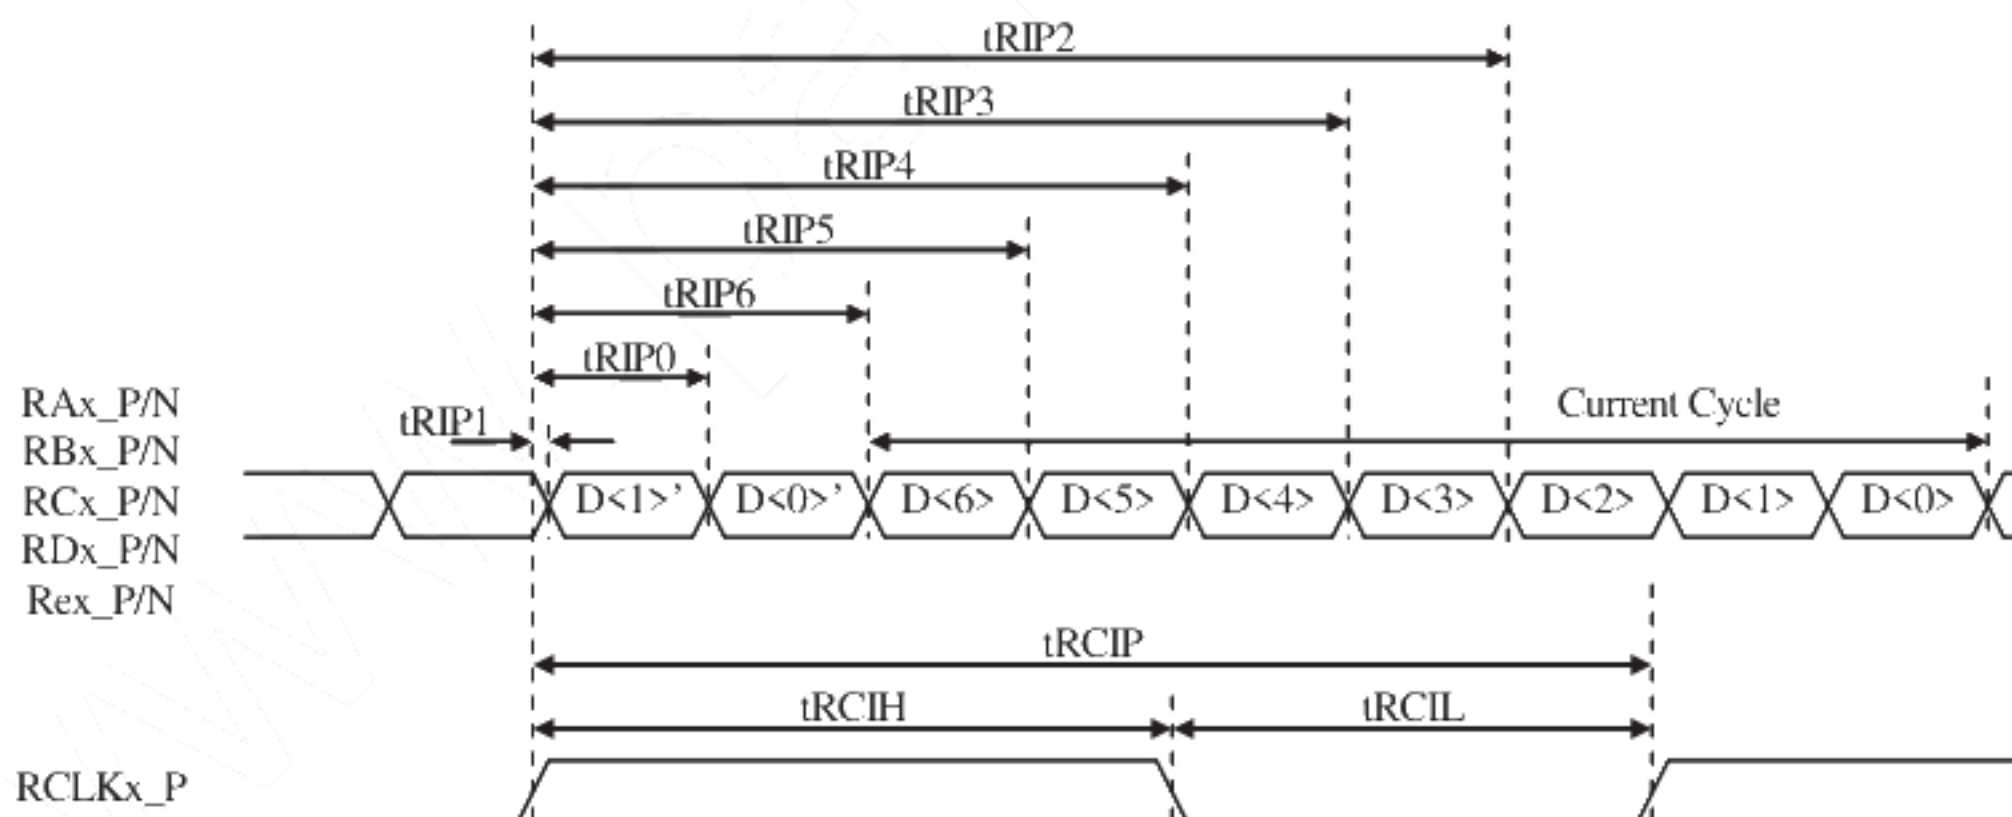 tRIP2
tRIP3
tRIP4
tRIP5
tRIP6
tRIP0
tRIP1
Current Cycle
RAx_P/N
RBx_P/N
RCx_P/N
RDx_P/N
Rex_P/N
D<1>’ D<0>’ D<6> D<5> D<4> D<3> D<2> D<1> D<0>
tRCIP
tRCIH tRCIL
RCLKx_P